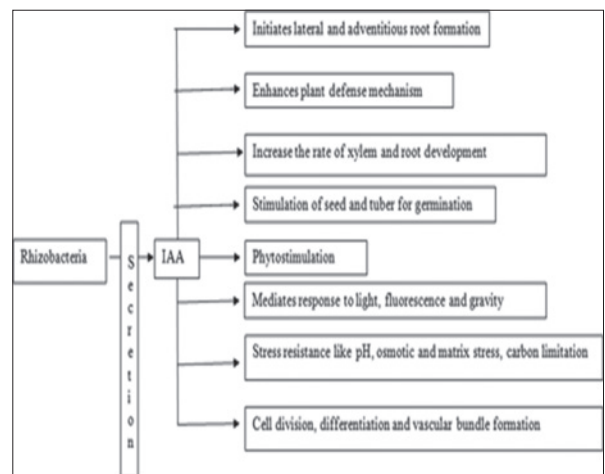 Initiates lateral and adventitious root formation
Enhances plant defense mechanism
Increase the rate of xylem and root development
Stimulation of seed and tuber for germination
Rhizobacteria
Secretion
IAA
Phytostimulation
Mediates response to light, fluorescence and gravity
Stress resistance like pH, osmotic and matrix stress, carbon limitation
Cell division, differentiation and vascular bundle formation